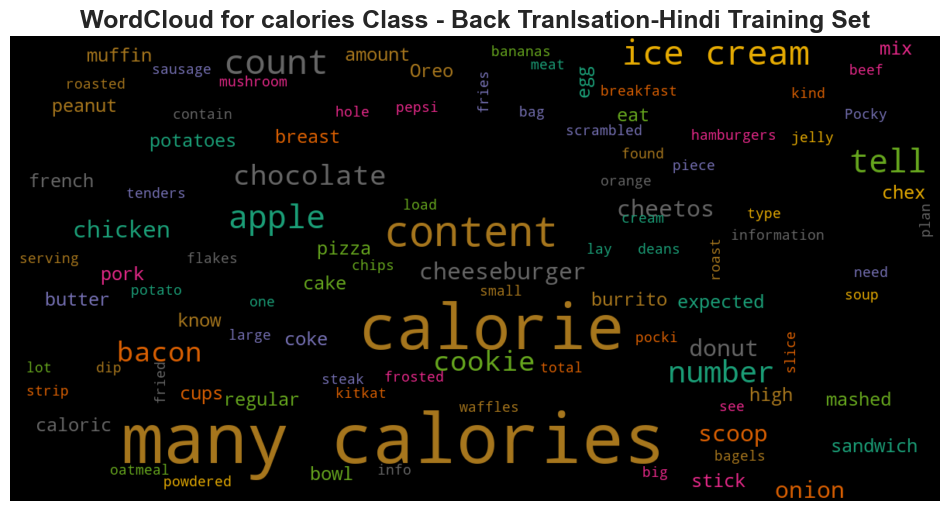 WordCloud for calories Class - Back Tranlsation-Hindi Training Set
muffin
count
amount
bananas
ice cream
mix
sausage
Oreo
meat
beef
roasted
mushroom
fries
egg
breakfast
kind
peanut
contain
hole
pepsi
bag
eat
Pocky
potatoes
breast
scrambled
hamburgers
jelly
french
chocolate
found
piece
tell
tenders
orange
chex
apple
load
cheetos
cream
type
plan
chicken
content
pizza
lay
deans
information
serving
flakes
chips
roast
pork
cheeseburger
need
butter
potato
one
cake
small
burrito
expected
soup
know
large
coke
calorie
pocki
donut
slice
bacon
cookie
number
lot
dip
fried
steak
frosted
total
strip
cups
regular
kitkat
high
mashed
waffles
see
caloric
many calories
scoop
sandwich
oatmeal
bowl
info
big
bagels
powdered
stick
onion